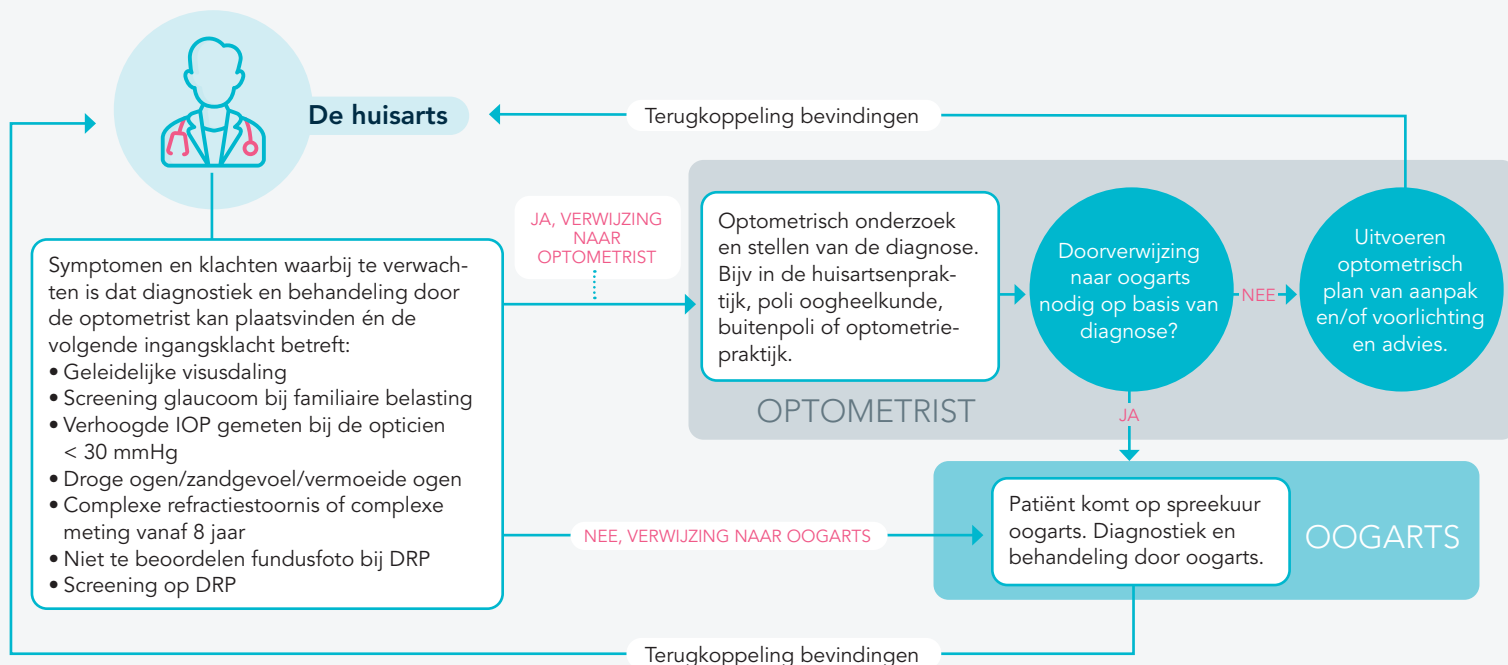 De huisarts
Terugkoppeling bevindingen
Symptomen en klachten waarbij te verwach-
ten is dat diagnostiek en behandeling door
de optometrist kan plaatsvinden én de
volgende ingangsklacht betreft:
• Geleidelijke visusdaling
• Screening glaucoom bij familiaire belasting
• Verhoogde IOP gemeten bij de opticien
< 30 mmHg
• Droge ogen/zandgevoel/vermoeide ogen
• Complexe refractiestoornis of complexe
meting vanaf 8 jaar
• Niet te beoordelen fundusfoto bij DRP
• Screening op DRP
JA, VERWIJZING
NAAR
OPTOMETRIST
Optometrisch onderzoek
en stellen van de diagnose.
Bijv in de huisartsenprak-
tijk, poli oogheelkunde,
buitenpoli of optometrie-
praktijk.
Doorverwijzing
naar oogarts
nodig op basis van
diagnose?
NEE
Uitvoeren
optometrisch
plan van aanpak
en/of voorlichting
en advies.
OPTOMETRIST
JA
NEE, VERWIJZING NAAR OOGARTS
Patiënt komt op spreekuur
oogarts. Diagnostiek en
behandeling door oogarts.
OOGARTS
Terugkoppeling bevindingen